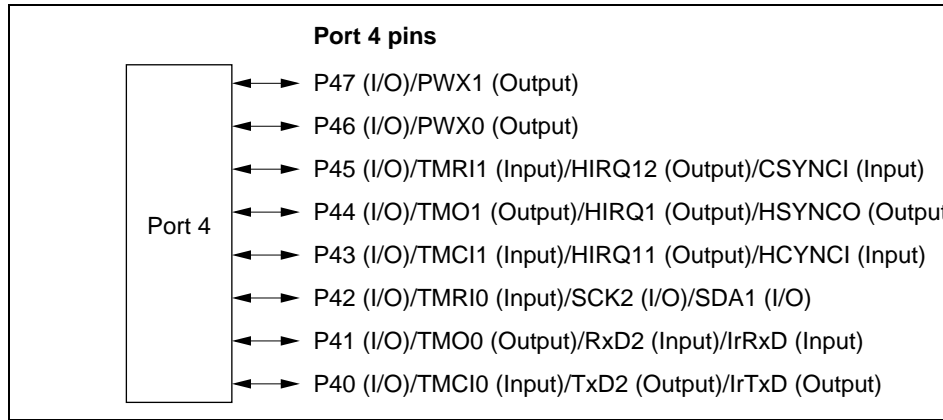 Port 4 pins
P47 (I/O)/PWX1 (Output)
P46 (I/O)/PWX0 (Output)
P45 (I/O)/TMRI1 (Input)/HIRQ12 (Output)/CSYNCI (Input)
Port 4
P44 (I/O)/TMO1 (Output)/HIRQ1 (Output)/HSYNCO (Output
P43 (I/O)/TMCI1 (Input)/HIRQ11 (Output)/HCYNCI (Input)
P42 (I/O)/TMRI0 (Input)/SCK2 (I/O)/SDA1 (I/O)
P41 (I/O)/TMO0 (Output)/RxD2 (Input)/IrRxD (Input)
P40 (I/O)/TMCI0 (Input)/TxD2 (Output)/IrTxD (Output)